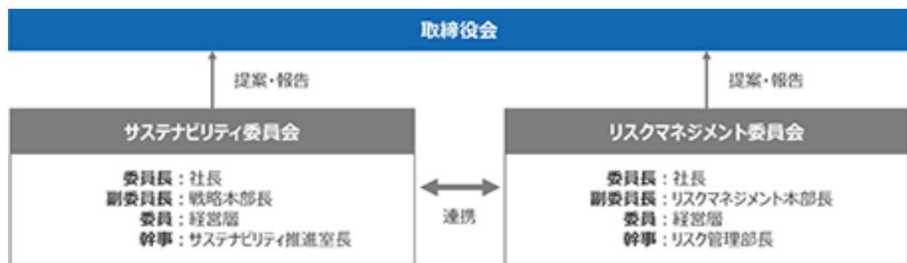 取締役会
提案・報告
提案・報告
サステナビリティ委員会
委員長：社長
副委員長：戦略本部長
委員：経営層
幹事：サステナビリティ推進室長
連携
リスクマネジメント委員会
委員長：社長
副委員長：リスクマネジメント本部長
委員：経営層
幹事：リスク管理部長